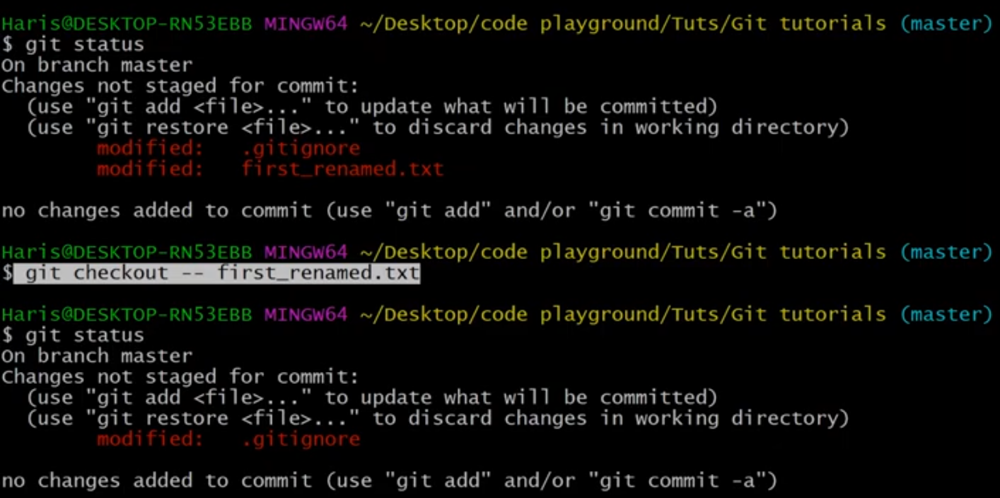 Haris@DESKTOP-RN53EBB MINGW64 ~/Desktop/code playground/Tuts/Git tutorials (master)
$ git status
On branch master
Changes not staged for commit:
  (use "git add <file>..." to update what will be committed)
  (use "git restore <file>..." to discard changes in working directory)
        modified:   .gitignore
        modified:   first_renamed.txt

no changes added to commit (use "git add" and/or "git commit -a")

Haris@DESKTOP-RN53EBB MINGW64 ~/Desktop/code playground/Tuts/Git tutorials (master)
$ git checkout -- first_renamed.txt

Haris@DESKTOP-RN53EBB MINGW64 ~/Desktop/code playground/Tuts/Git tutorials (master)
$ git status
On branch master
Changes not staged for commit:
  (use "git add <file>..." to update what will be committed)
  (use "git restore <file>..." to discard changes in working directory)
        modified:   .gitignore

no changes added to commit (use "git add" and/or "git commit -a")